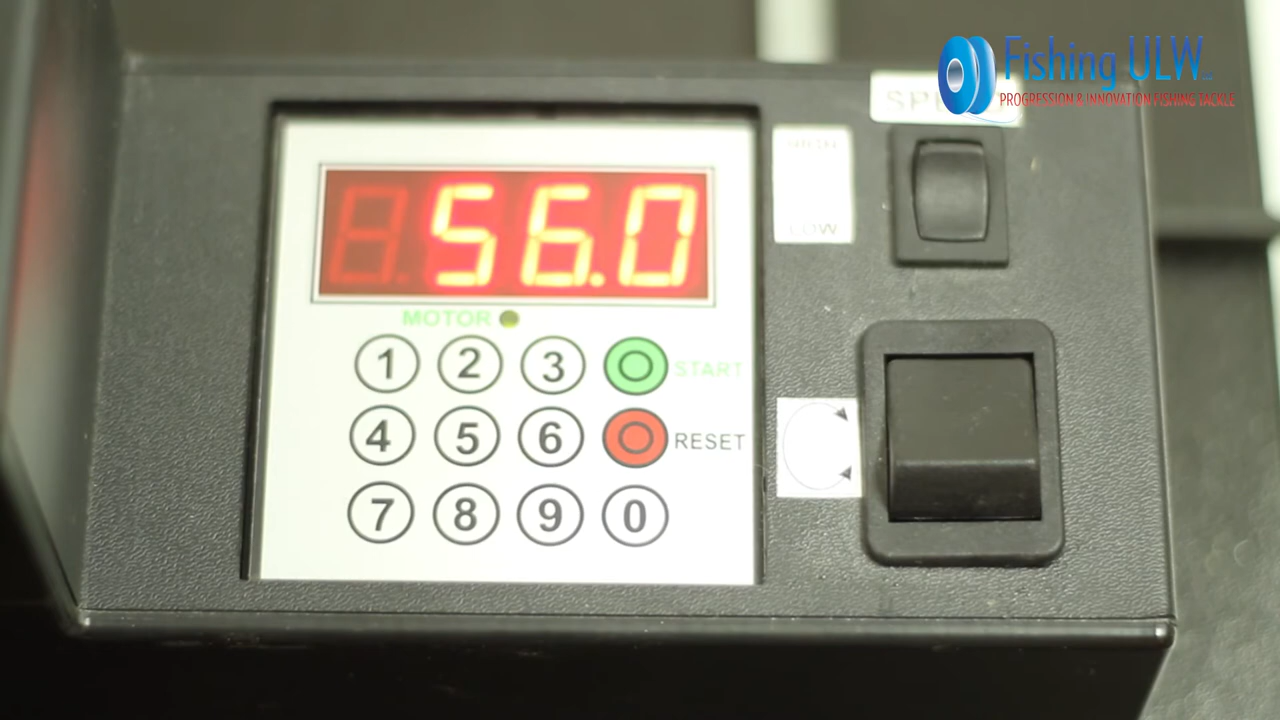 Fishing ULW
PROGRESSION & INNOVATION FISHING TACKLE
56.0
LOW
MOTOR
1 2 3 START
4 5 6 RESET
7 8 9 0